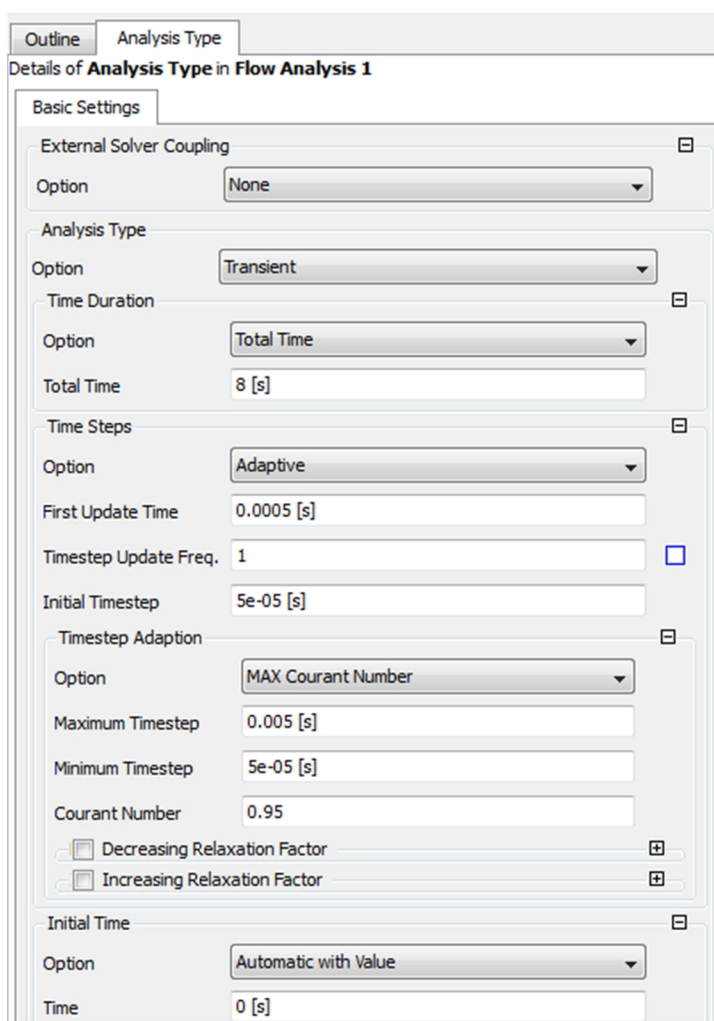 Outline Analysis Type
Details of Analysis Type in Flow Analysis 1
Basic Settings
External Solver Coupling
Option None
Analysis Type
Option Transient
Time Duration
Option Total Time
Total Time 8 [s]
Time Steps
Option Adaptive
First Update Time 0.0005 [s]
Timestep Update Freq. 1
Initial Timestep 5e-05 [s]
Timestep Adaption
Option MAX Courant Number
Maximum Timestep 0.005 [s]
Minimum Timestep 5e-05 [s]
Courant Number 0.95
Decreasing Relaxation Factor
Increasing Relaxation Factor
Initial Time
Option Automatic with Value
Time 0 [s]